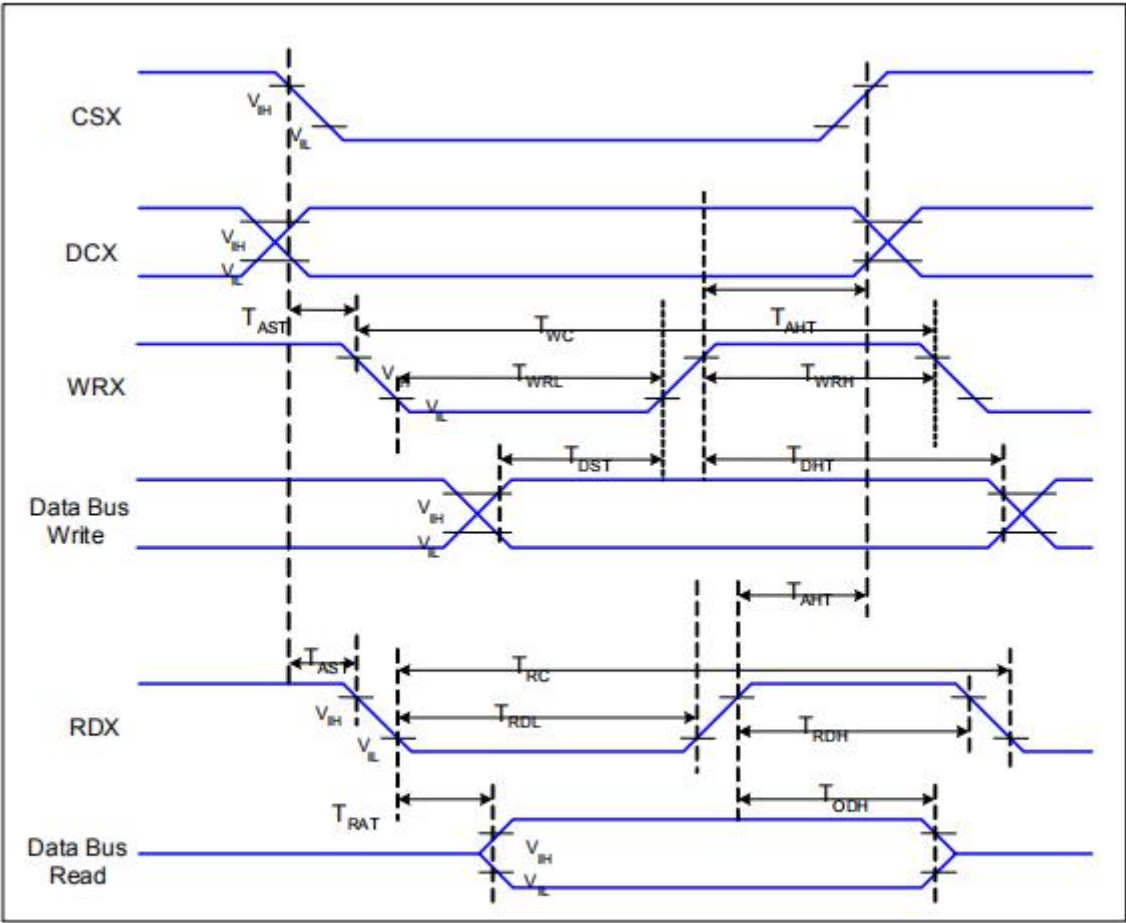 CSX
VIH
VIL
DCX
VIH
VIL
TAST
TWC
TAHT
WRX
VIH
TWRL
TWRH
VIL
TDST
TDHT
Data Bus
Write
VIH
VIL
TAHT
TAST
TRC
RDX
VIH
TRDL
TRDH
VIL
TRAT
TODH
Data Bus
Read
VIH
VIL